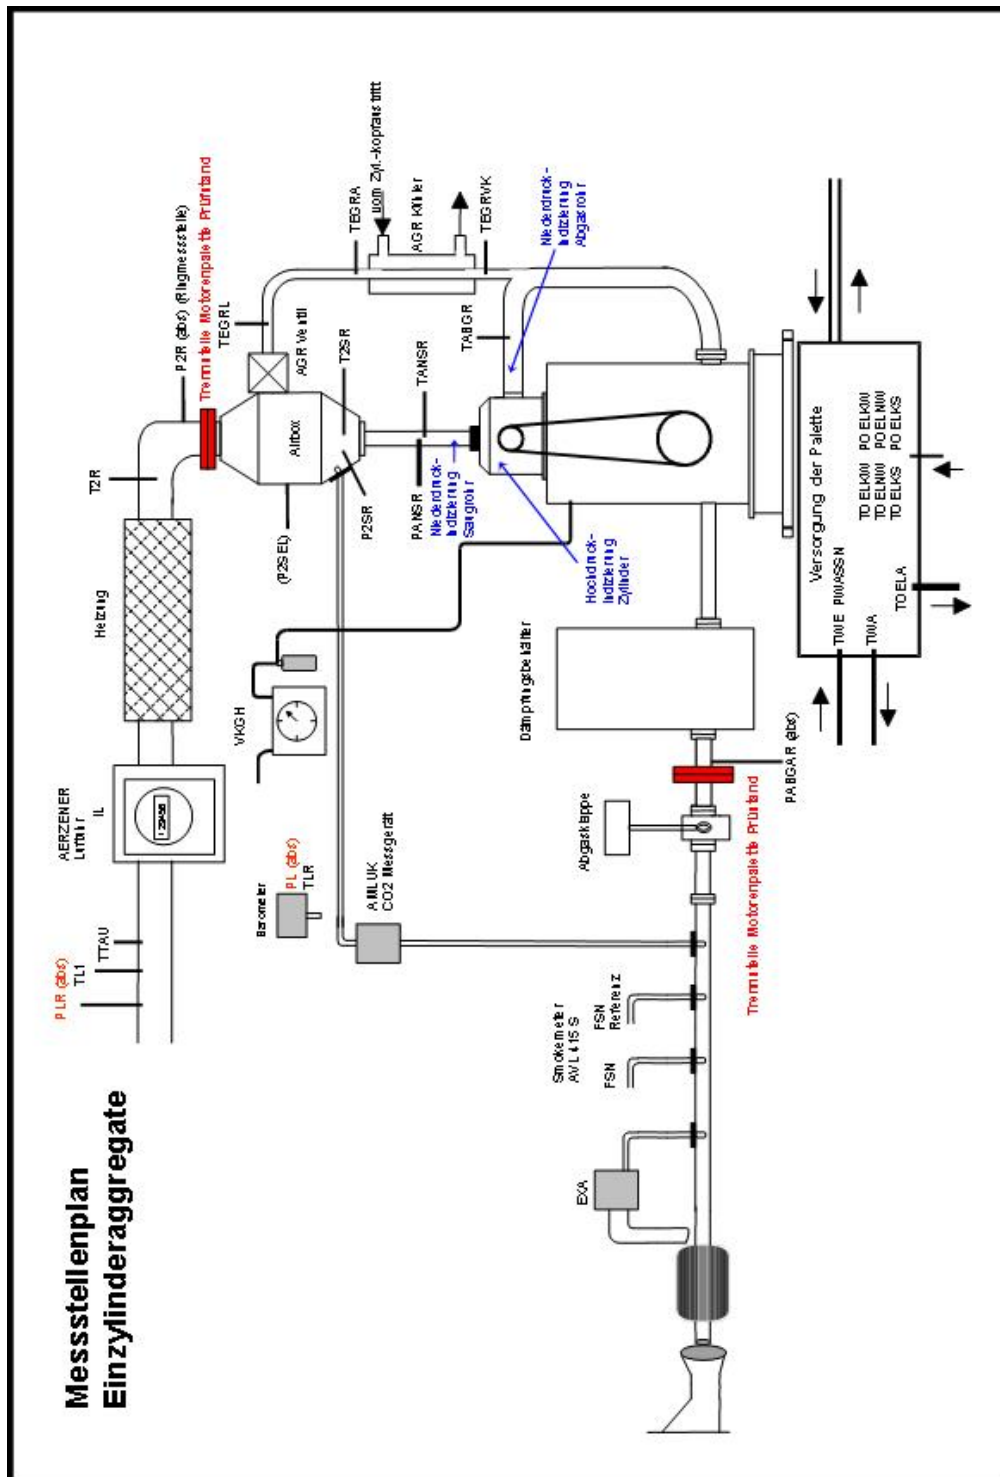 Messstellenplan
Einzylinderaggregate
PLR (abs)
TL1
TTAU
AERZENER
Luftuhr
IL
Heizung
T2R
P2R (abs) (Ringmessstelle)
Trennstelle Motorenpalette Prüfstand
TEGRL
AGR Ventil
Airbox
(P2SEL)
T2SR
P2SR
TEGRA
vom Zyl.-kopfaustritt
AGR Kühler
TEGRVK
TABGR
Niederdruck-
Indizierung
Abgasrohr
TANSR
PANSR
Niederdruck-
Indizierung
Saugrohr
Hochdruck-
Indizierung
Zylinder
VKGH
Barometer
PL (abs)
TLR
AMLUK
CO2 Messgerät
Dämpfungsbehälter
Abgasklappe
PABGAR (abs)
Trennstelle Motorenpalette Prüfstand
Smokemeter
AVL 415 S
FSN
FSN
Referenz
EXA
Versorgung der Palette
TWE PWASSN
TWA
TOELA
TOELKW POELKW
TOELNW POELNW
TOELKS POELKS